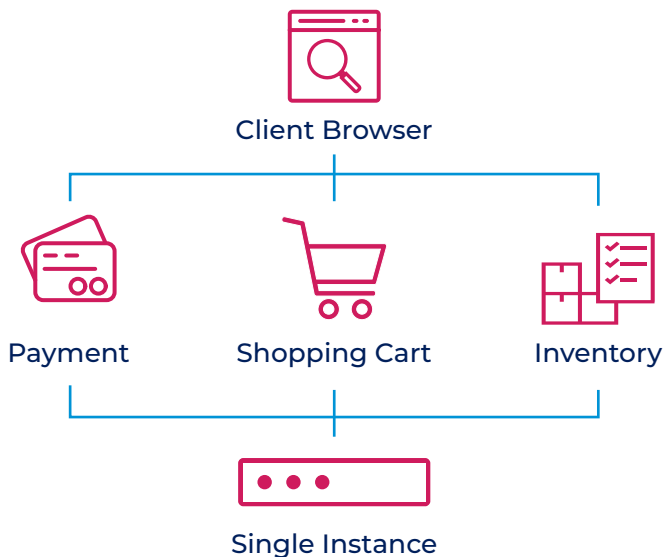 Client Browser
Payment
Shopping Cart
Inventory
Single Instance